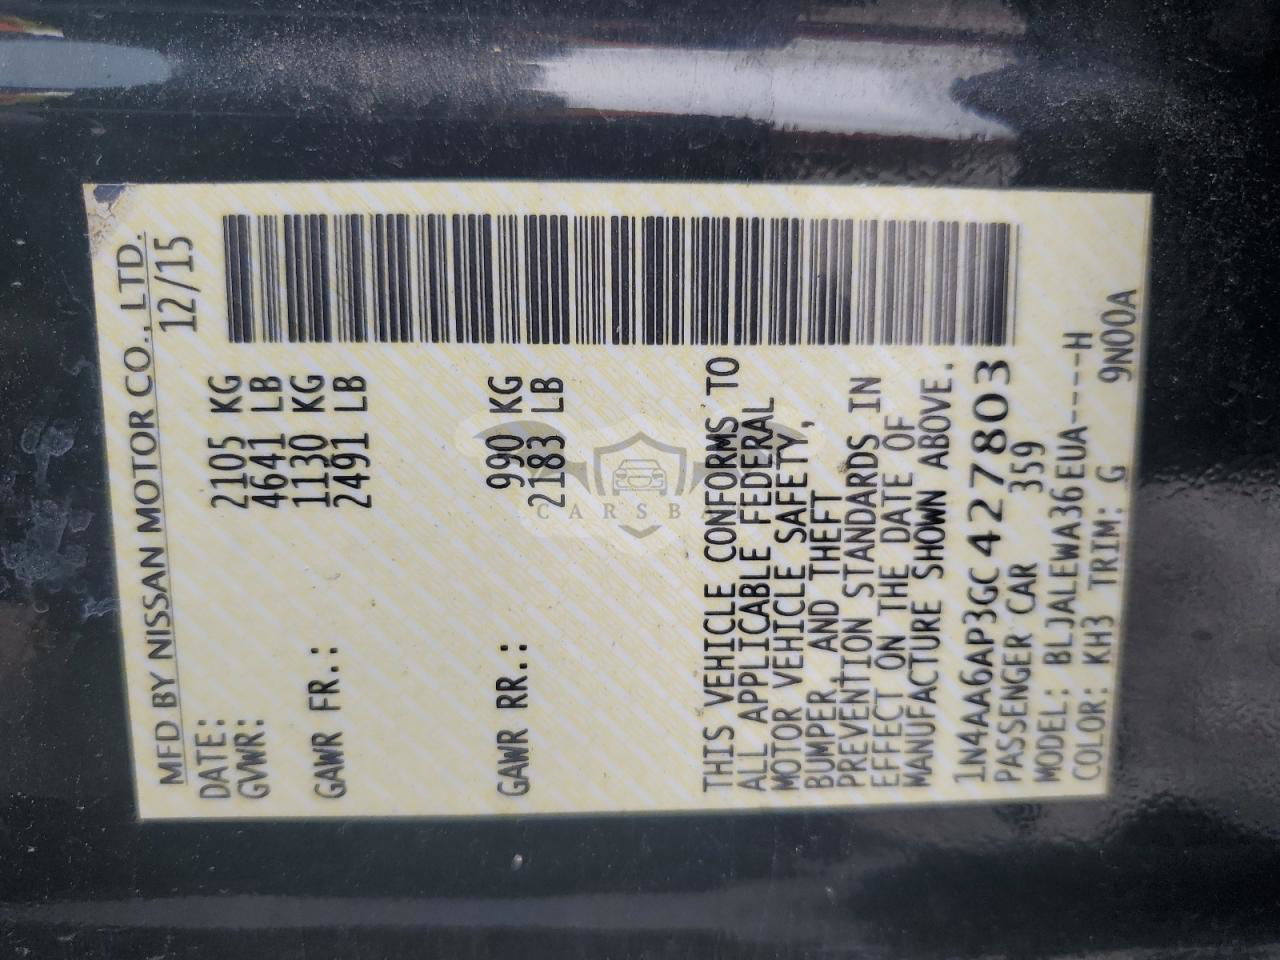 MFD BY NISSAN MOTOR CO., LTD.
DATE: 12/15
GVWR: 2105 KG
4641 LB
GAWR FR.: 1130 KG
2491 LB
GAWR RR.: 990 KG
2183 LB
THIS VEHICLE CONFORMS TO
ALL APPLICABLE FEDERAL
MOTOR VEHICLE SAFETY,
BUMPER, AND THEFT
PREVENTION STANDARDS IN
EFFECT ON THE DATE OF
MANUFACTURE SHOWN ABOVE.
1N4AA6AP3GC427803
PASSENGER CAR 359
MODEL: BLJALEWA36EUA----H
COLOR: KH3 TRIM: G 9N00A